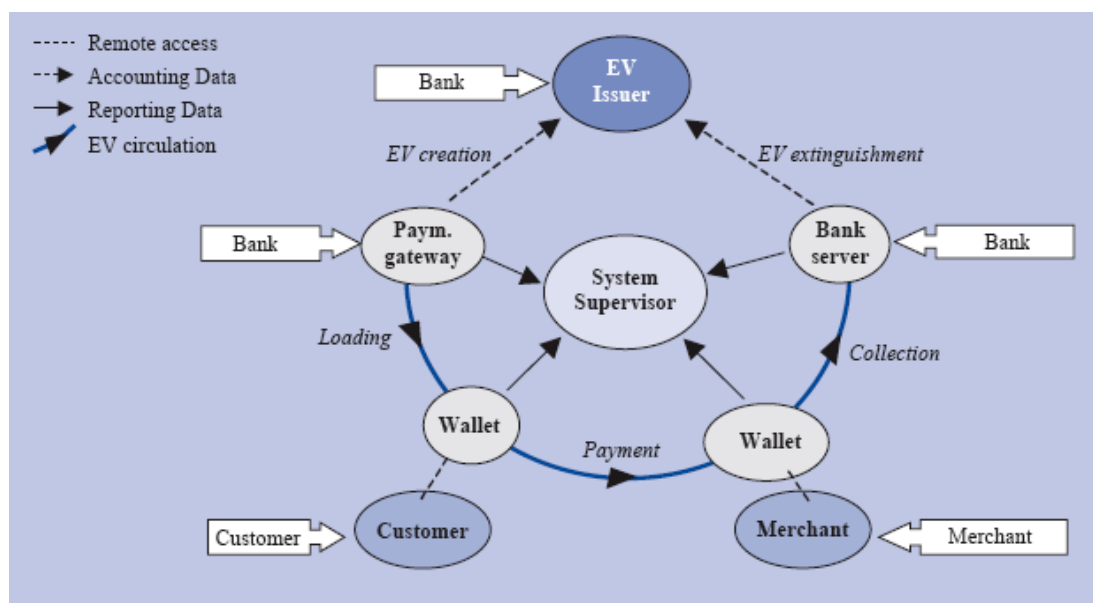 Remote access
Accounting Data
Reporting Data
EV circulation
Bank
EV
Issuer
EV creation
EV extinguishment
Bank
Paym.
gateway
Bank
server
Bank
System
Supervisor
Loading
Collection
Wallet
Payment
Wallet
Customer
Customer
Merchant
Merchant